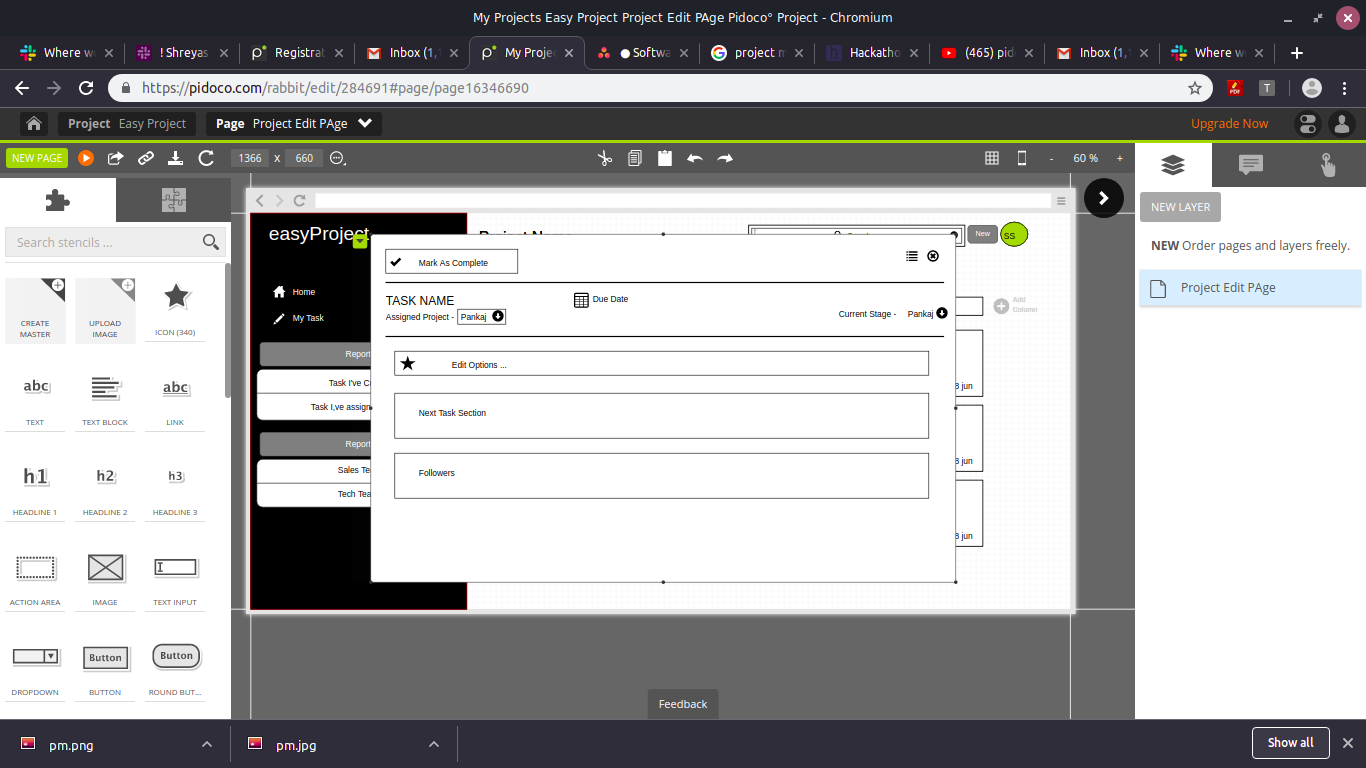 My Projects Easy Project Project Edit PAge Pidoco° Project - Chromium
Where w
! Shreyas
Registrat
Inbox (1,
My Proje
Softwa
project m
Hackatho
(465) pid
Inbox (1,
Where w
https://pidoco.com/rabbit/edit/284691#page/page16346690
PDF
T
Project Easy Project
Page Project Edit PAge
Upgrade Now
NEW PAGE
1366 x 660
- 60 % +
Search stencils ...
CREATE MASTER
UPLOAD IMAGE
ICON (340)
abc
abc
TEXT
TEXT BLOCK
LINK
h1
h2
h3
HEADLINE 1
HEADLINE 2
HEADLINE 3
ACTION AREA
IMAGE
TEXT INPUT
Button
Button
DROPDOWN
BUTTON
ROUND BUT...
easyProject
Home
My Task
Report
Task I've C
Task I,ve assign
Report
Sales Te
Tech Tea
New
SS
Mark As Complete
TASK NAME
Due Date
Assigned Project - Pankaj
Current Stage - Pankaj
Edit Options ...
Next Task Section
Followers
Add
Column
8 jun
8 jun
8 jun
NEW LAYER
NEW Order pages and layers freely.
Project Edit PAge
Feedback
pm.png
pm.jpg
Show all